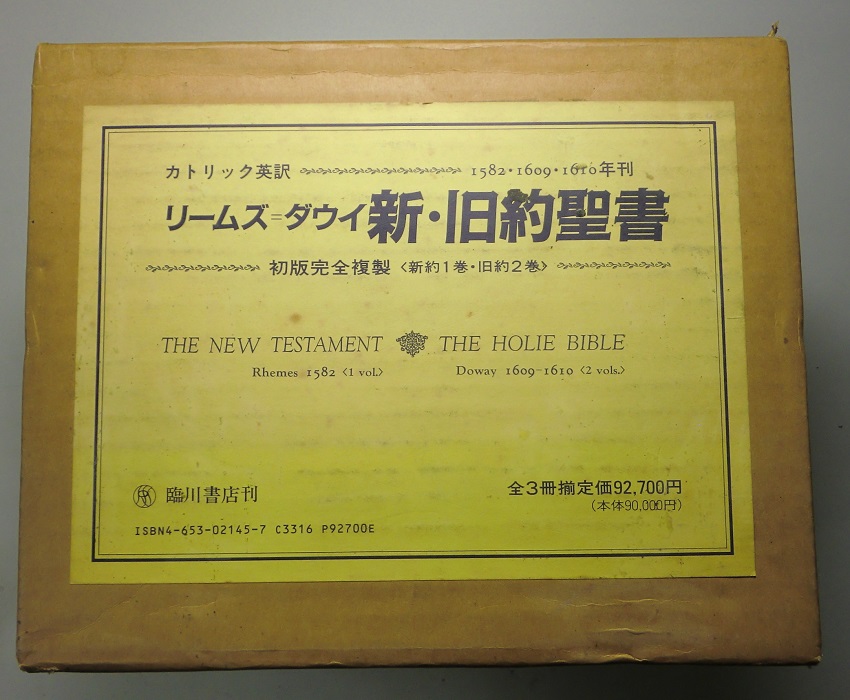 カトリック英訳 1582・1609・1610年刊
リームズ=ダウイ新・旧約聖書
初版完全複製〈新約1巻・旧約2巻〉
THE NEW TESTAMENT THE HOLIE BIBLE
Rhemes 1582 〈1 vol.〉 Doway 1609-1610 〈2 vols.〉
臨川書店刊 全3冊揃定価92,700円
(本体90,000円)
ISBN4-653-02145-7 C3316 P92700E